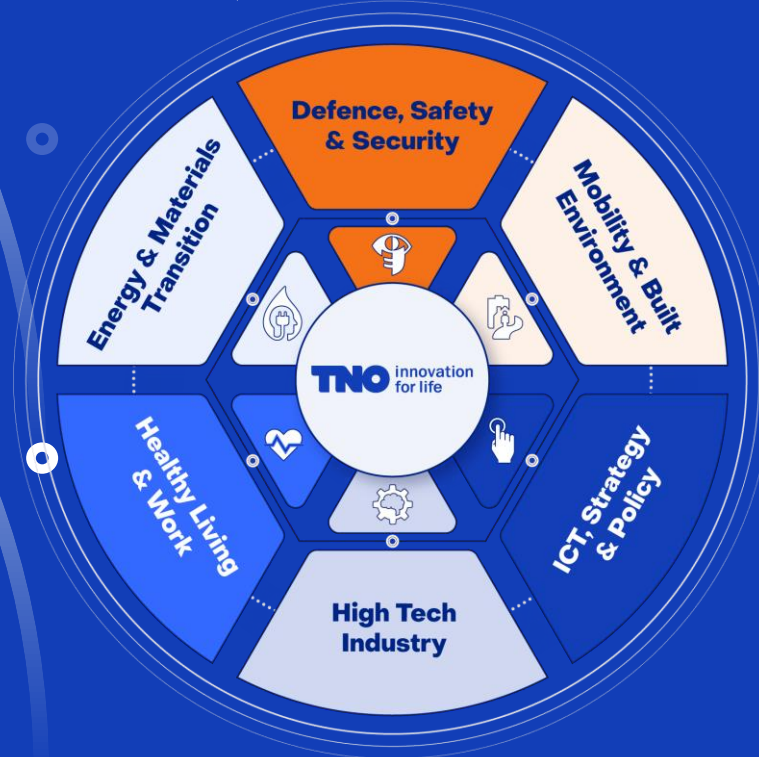 Defence, Safety
& Security
Mobility & Built
Environment
ICT, Strategy
& Policy
High Tech
Industry
Healthy Living
& Work
Energy & Materials
Transition
TNO innovation
for life